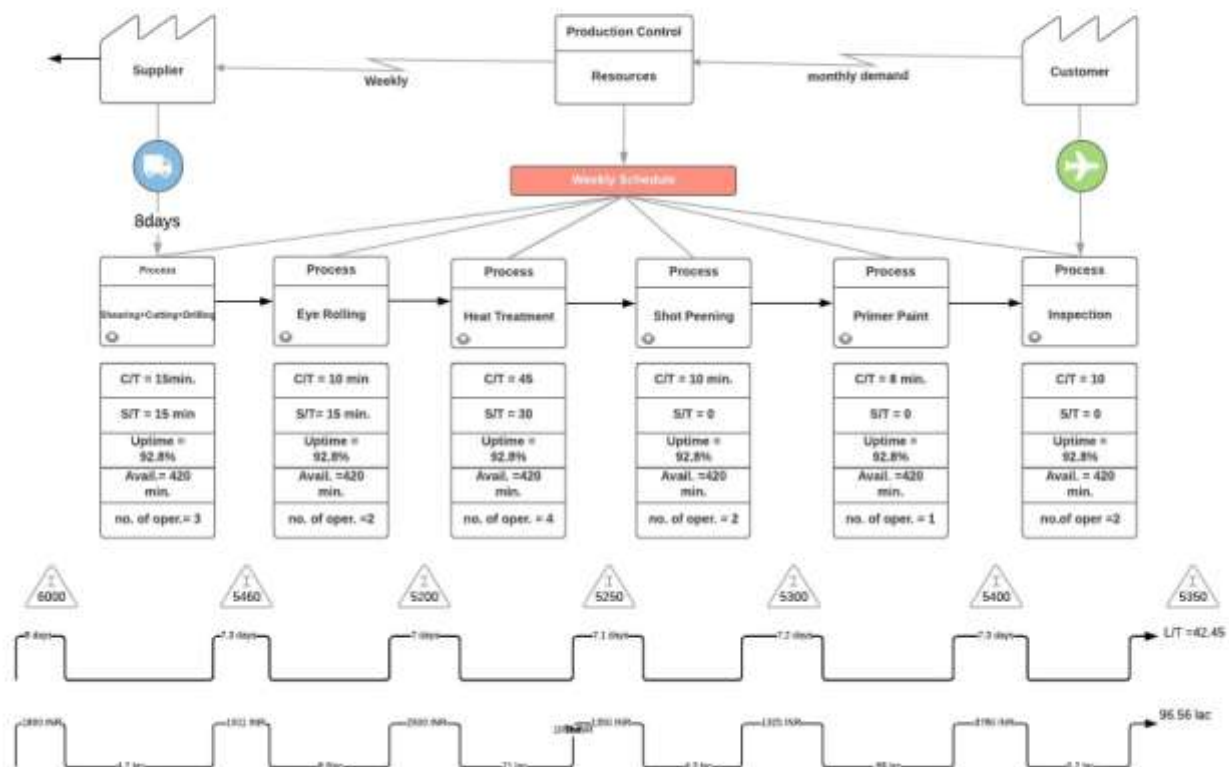 Production Control
Supplier
Resources
Customer
Weekly
monthly demand
Weekly Schedule
8days
Process
Process
Process
Process
Process
Process
Shearing+Cutting+Drilling
Eye Rolling
Heat Treatment
Shot Peening
Primer Paint
Inspection
C/T = 15min.
C/T = 10 min
C/T = 45
C/T = 10 min.
C/T = 8 min.
C/T = 10
S/T = 15 min
S/T= 15 min.
S/T = 30
S/T = 0
S/T = 0
S/T = 0
Uptime =
92.8%
Uptime =
92.8%
Uptime =
92.8%
Uptime =
92.8%
Uptime =
92.8%
Uptime =
92.8%
Avail.= 420
min.
Avail. =420
min.
Avail. =420
min.
Avail. =420
min.
Avail. =420
min.
Avail. = 420
min.
no. of oper.= 3
no. of oper. =2
no. of oper. = 4
no. of oper. = 2
no. of oper. = 1
no.of oper =2
I
6000
I
5460
I
5200
I
5250
I
5300
I
5400
I
5350
7.3 days
7 days
7.1 days
7.2 days
7.3 days
L/T =42.45
96.56 lac